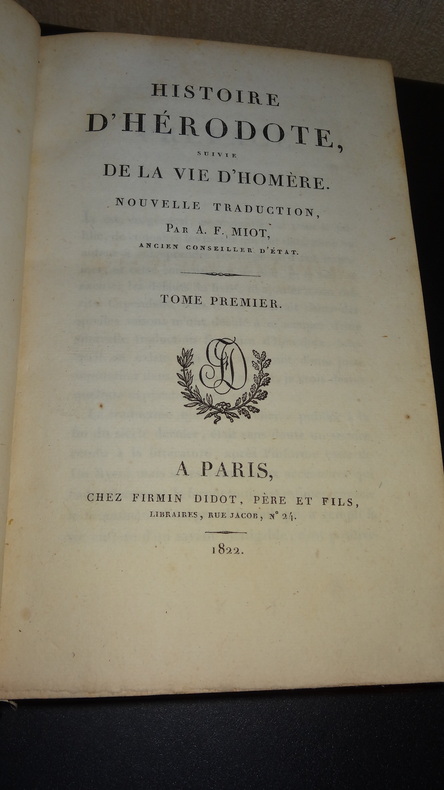 HISTOIRE
D'HÉRODOTE,
SUIVIE
DE LA VIE D'HOMÈRE.
NOUVELLE TRADUCTION,
PAR A. F. MIOT,
ANCIEN CONSEILLER D'ÉTAT.
TOME PREMIER.
FD
A PARIS,
CHEZ FIRMIN DIDOT, PÈRE ET FILS,
LIBRAIRES, RUE JACOB, N° 24.
1822.